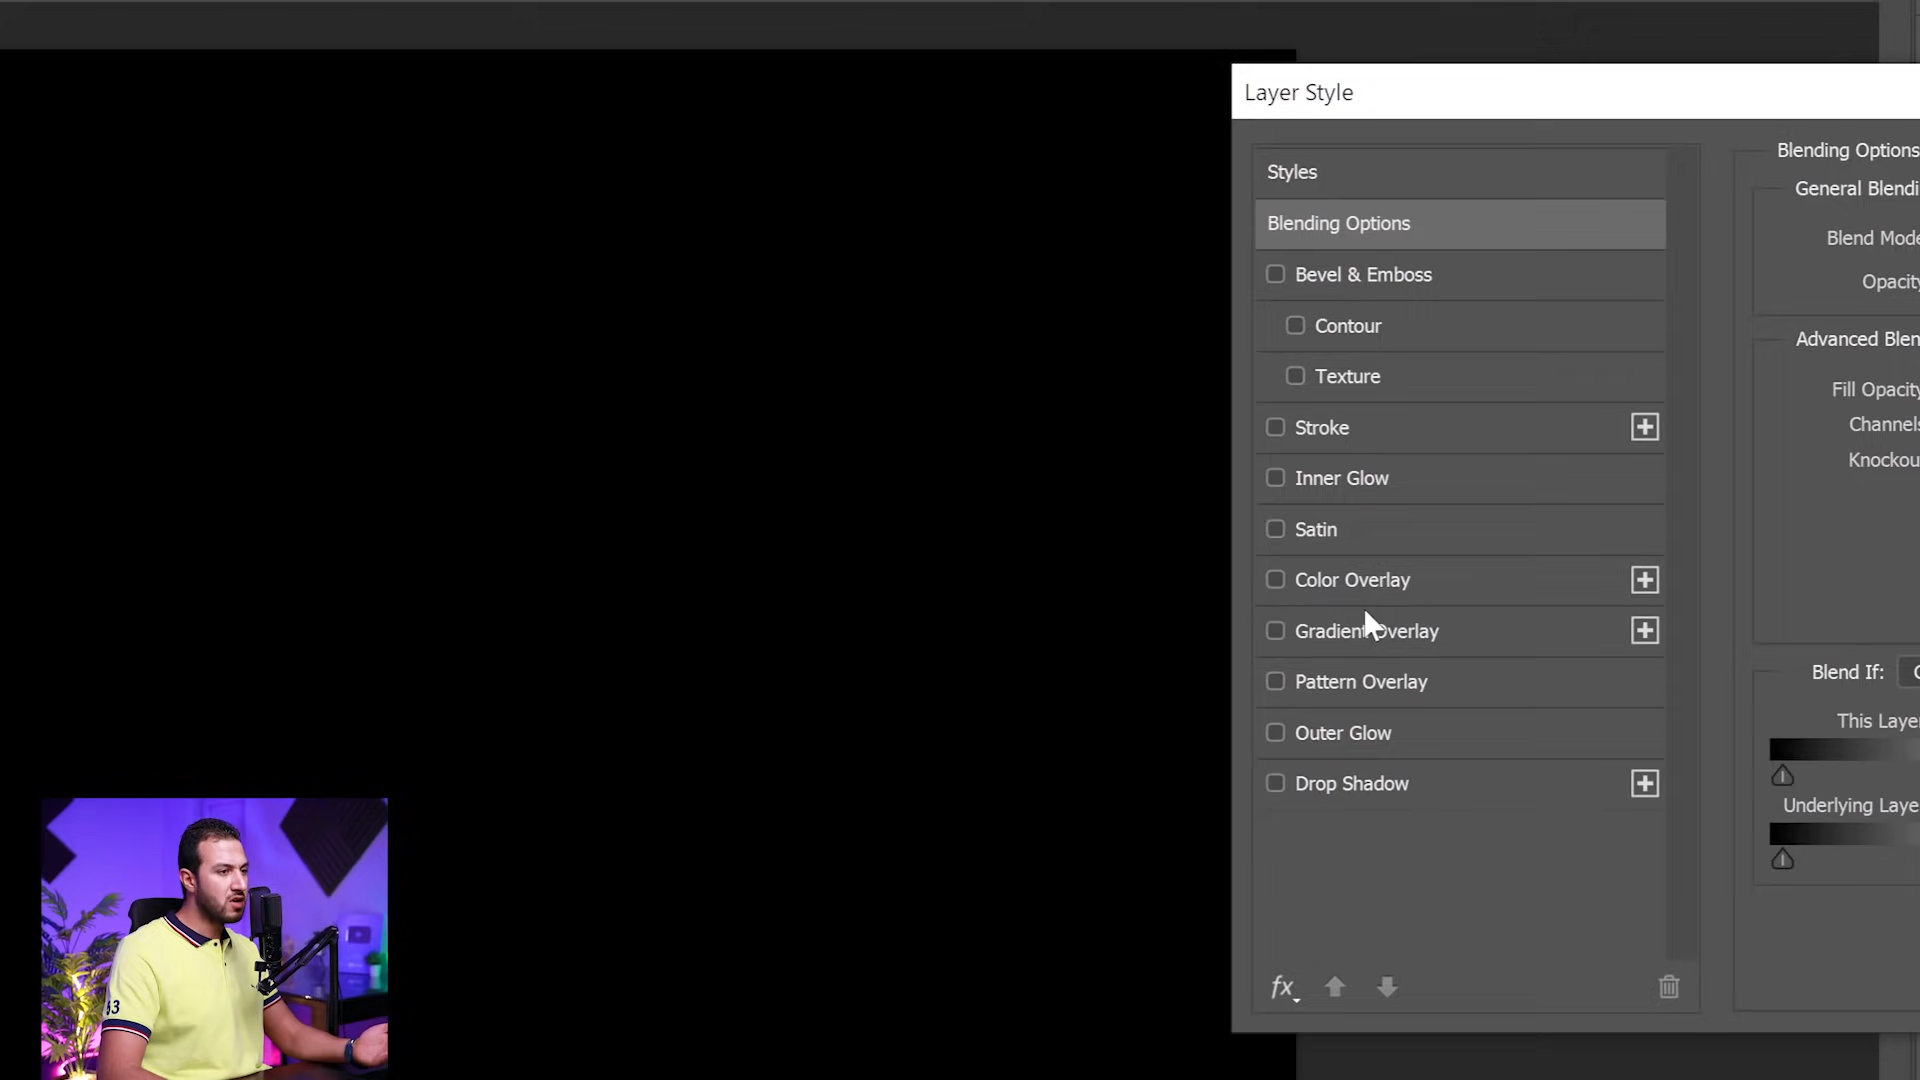 Layer Style
Styles
Blending Options
Bevel & Emboss
Contour
Texture
Stroke
Inner Glow
Satin
Color Overlay
Gradient Overlay
Pattern Overlay
Outer Glow
Drop Shadow
fx
Blending Options
General Blendi
Blend Mode
Opacity
Advanced Blen
Fill Opacity
Channels
Knockou
Blend If:
This Laye
Underlying Laye
63